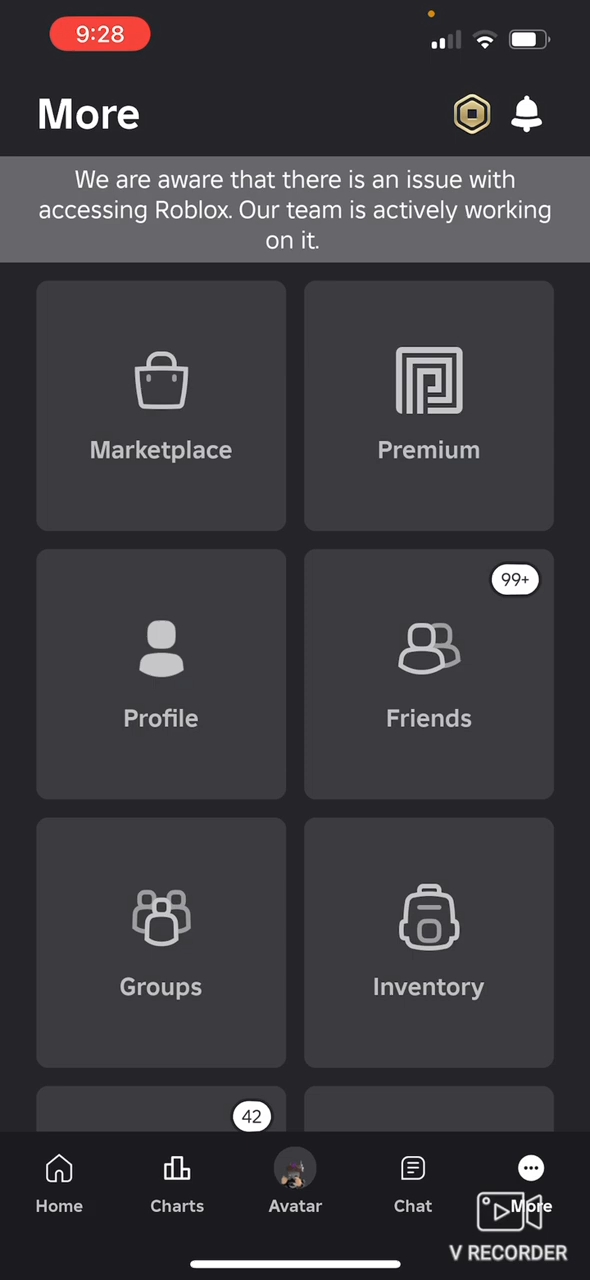 9:28
More
We are aware that there is an issue with
accessing Roblox. Our team is actively working
on it.
Marketplace
Premium
99+
Profile
Friends
Groups
Inventory
42
Home
Charts
Avatar
Chat
More
V RECORDER